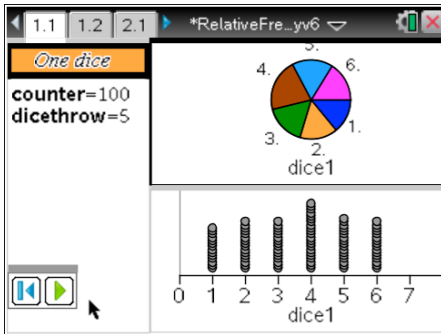 1.1 1.2 2.1 *RelativeFre...yv6
One dice
counter=100
dicethrow=5
5.
4.
6.
3.
1.
2.
dice1
0 1 2 3 4 5 6 7
dice1